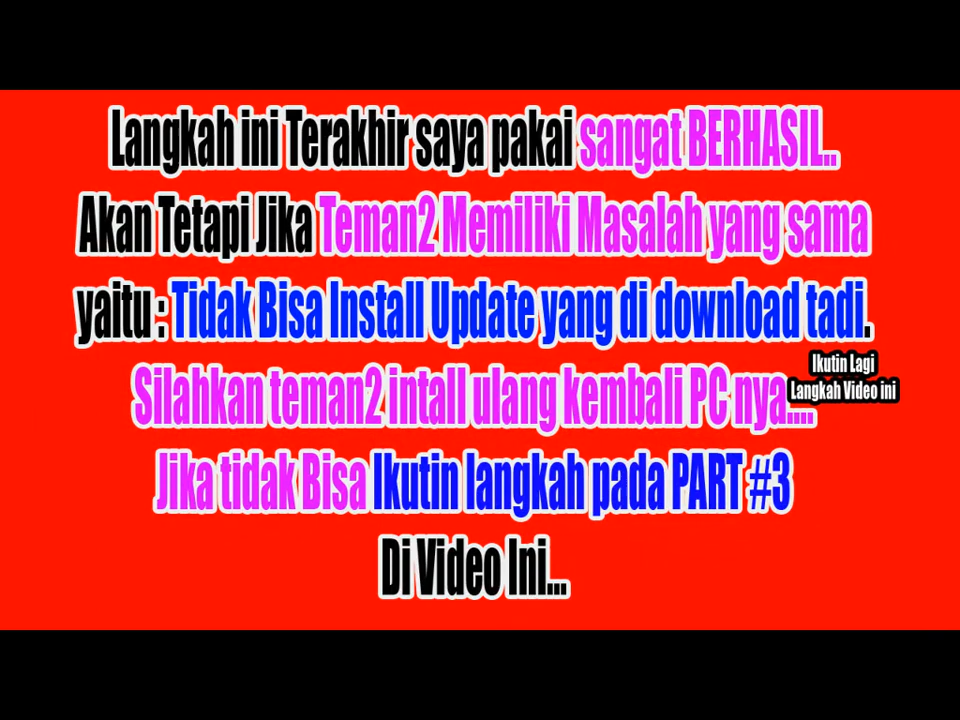 Langkah ini Terakhir saya pakai sangat BERHASIL..
Akan Tetapi Jika Teman2 Memiliki Masalah yang sama
yaitu : Tidak Bisa Install Update yang di download tadi.
Silahkan teman2 intall ulang kembali PC nya....
Ikutin Lagi
Langkah Video ini
Jika tidak Bisa Ikutin langkah pada PART #3
Di Video Ini...